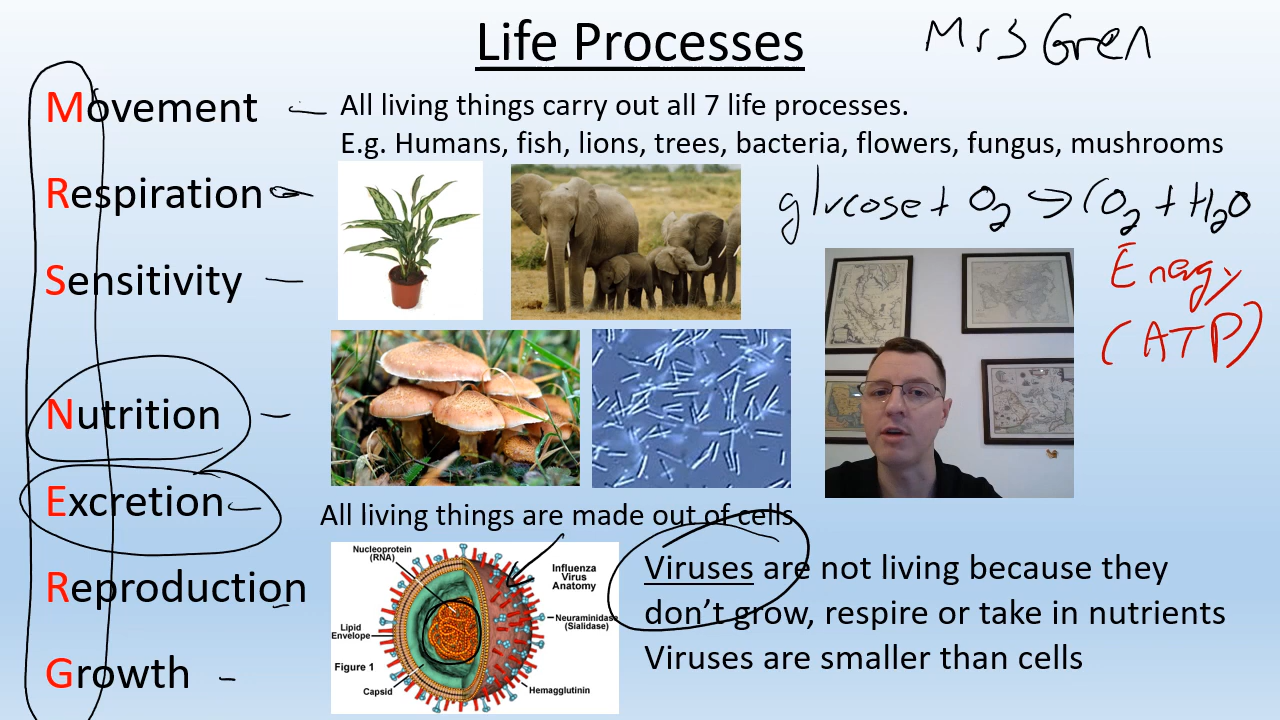 Life Processes
Mrs Gren
Movement
All living things carry out all 7 life processes.
E.g. Humans, fish, lions, trees, bacteria, flowers, fungus, mushrooms
Respiration
glucose + O2 → CO2 + H2O
Energy
(ATP)
Sensitivity
Nutrition
Excretion
All living things are made out of cells
Reproduction
Growth
Nucleoprotein
(RNA)
Influenza
Virus
Anatomy
Neuraminidase
(Sialidase)
Lipid
Envelope
Figure 1
Capsid
Hemagglutinin
Viruses are not living because they
don't grow, respire or take in nutrients
Viruses are smaller than cells